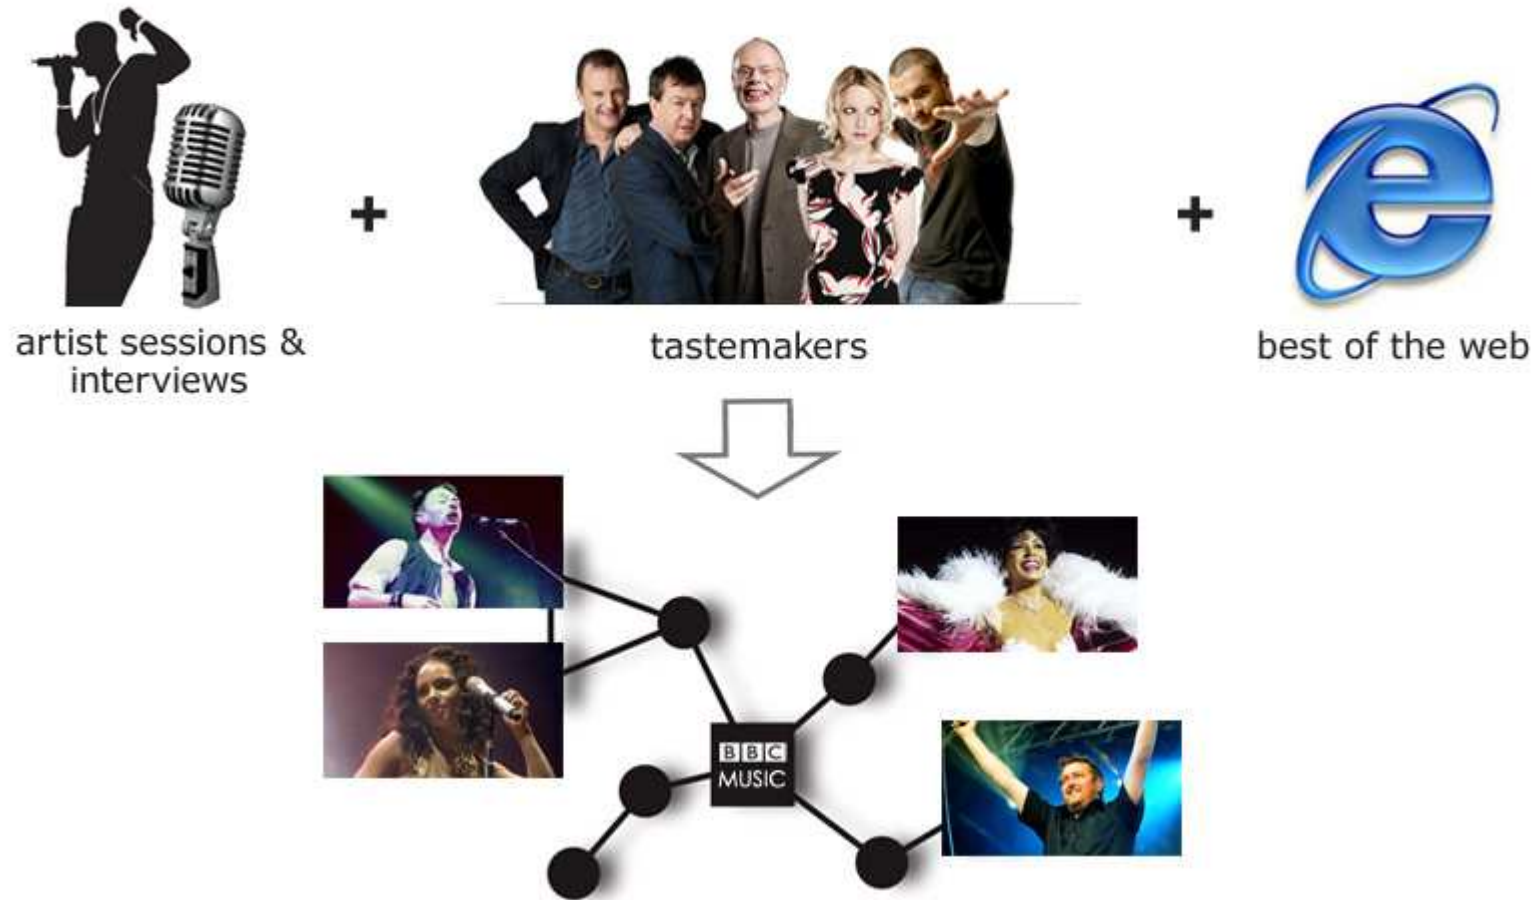 artist sessions &
interviews
+
tastemakers
+
best of the web
BBC
MUSIC